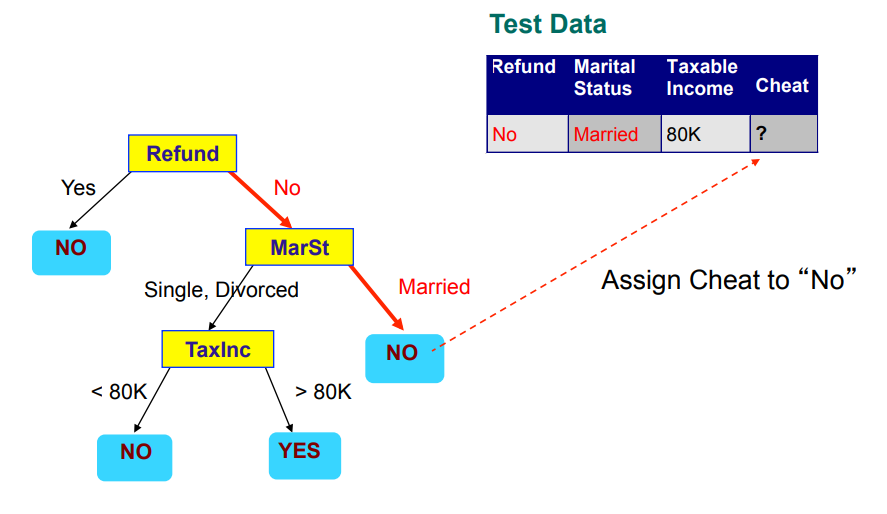 Test Data
Refund Marital Status Taxable Income Cheat
No Married 80K ?
Refund
Yes No
NO
MarSt
Single, Divorced Married
Assign Cheat to “No”
TaxInc
NO
< 80K > 80K
NO YES